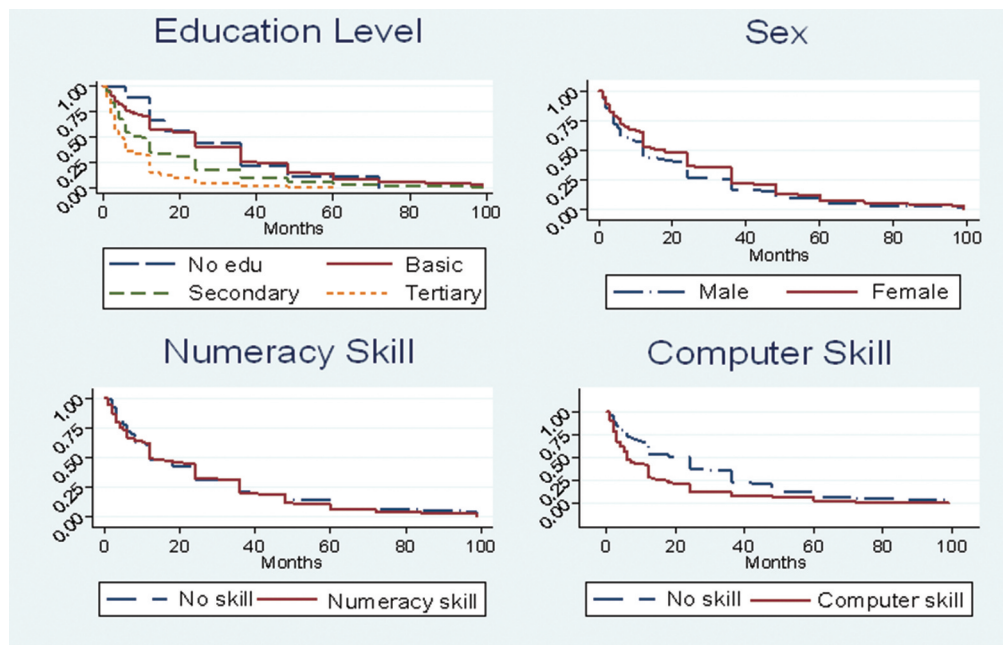 Education Level
1.00
0.75
0.50
0.25
0.00
0 20 40 60 80 100
Months
No edu Basic
Secondary Tertiary
Sex
1.00
0.75
0.50
0.25
0.00
0 20 40 60 80 100
Months
Male Female
Numeracy Skill
1.00
0.75
0.50
0.25
0.00
0 20 40 60 80 100
Months
No skill Numeracy skill
Computer Skill
1.00
0.75
0.50
0.25
0.00
0 20 40 60 80 100
Months
No skill Computer skill